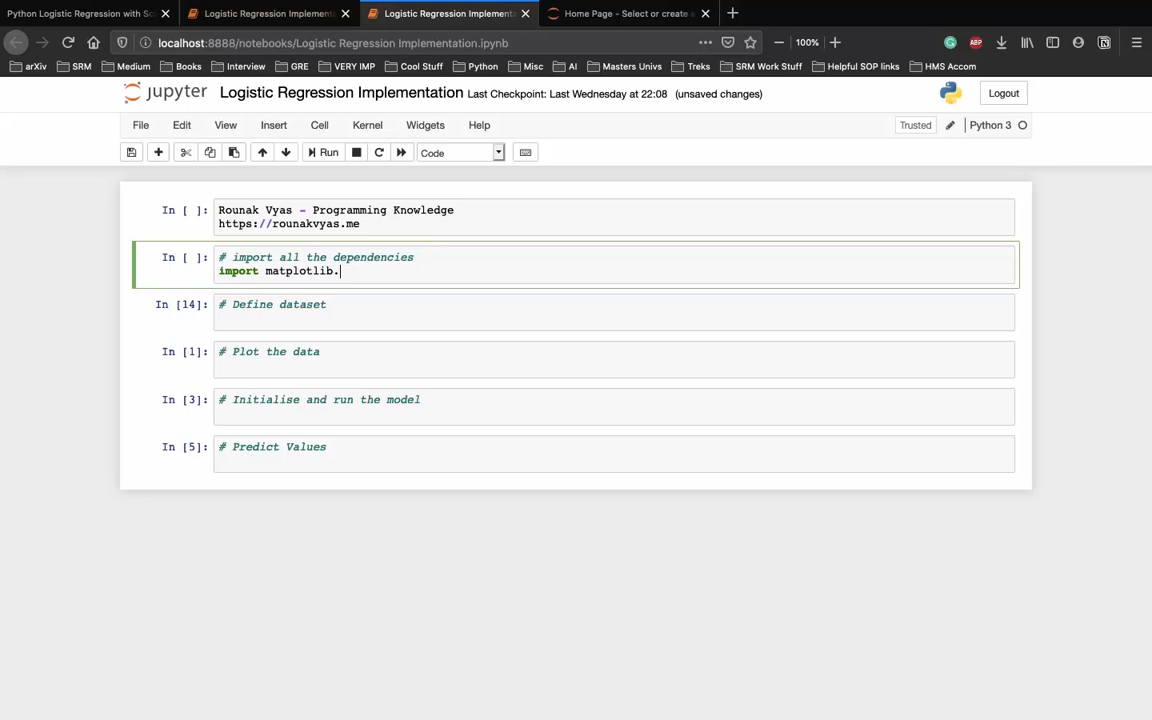 Python Logistic Regression with Sc
Logistic Regression Implementa
Logistic Regression Implementa
Home Page - Select or create a
localhost:8888/notebooks/Logistic Regression Implementation.ipynb
100%
arXiv SRM Medium Books Interview GRE VERY IMP Cool Stuff Python Misc AI Masters Univs Treks SRM Work Stuff Helpful SOP links HMS Accom
jupyter Logistic Regression Implementation Last Checkpoint: Last Wednesday at 22:08 (unsaved changes)
Logout
File Edit View Insert Cell Kernel Widgets Help
Trusted Python 3
Run Code
In [ ]: Rounak Vyas - Programming Knowledge
https://rounakvyas.me
In [ ]: # import all the dependencies
import matplotlib.
In [14]: # Define dataset
In [1]: # Plot the data
In [3]: # Initialise and run the model
In [5]: # Predict Values